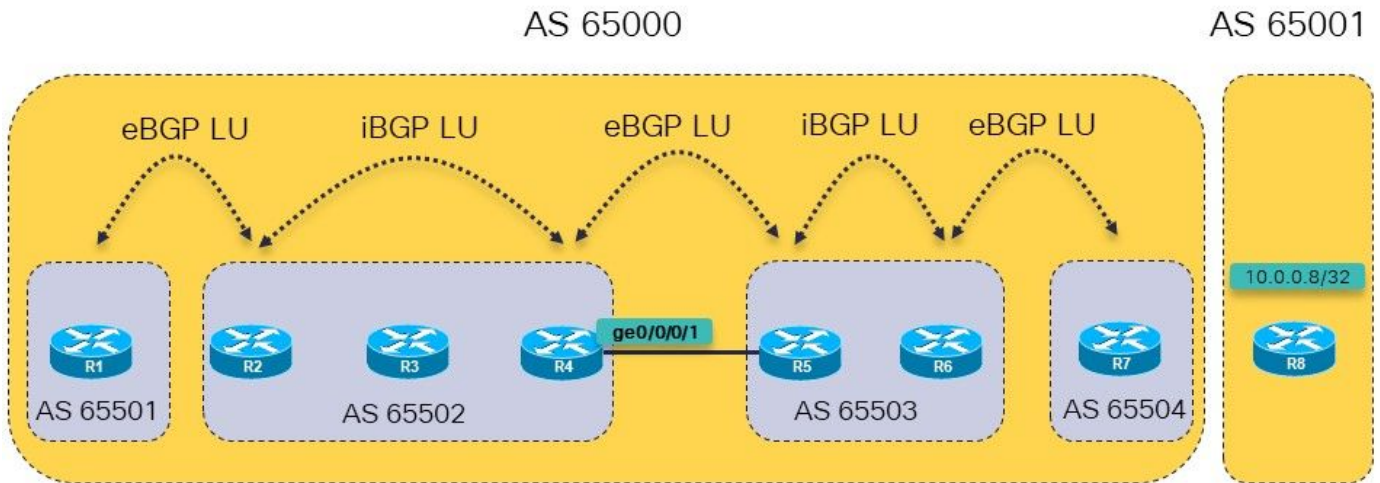 AS 65000
AS 65001
eBGP LU
iBGP LU
eBGP LU
iBGP LU
eBGP LU
10.0.0.8/32
ge0/0/0/1
R1
R2
R3
R4
R5
R6
R7
R8
AS 65501
AS 65502
AS 65503
AS 65504